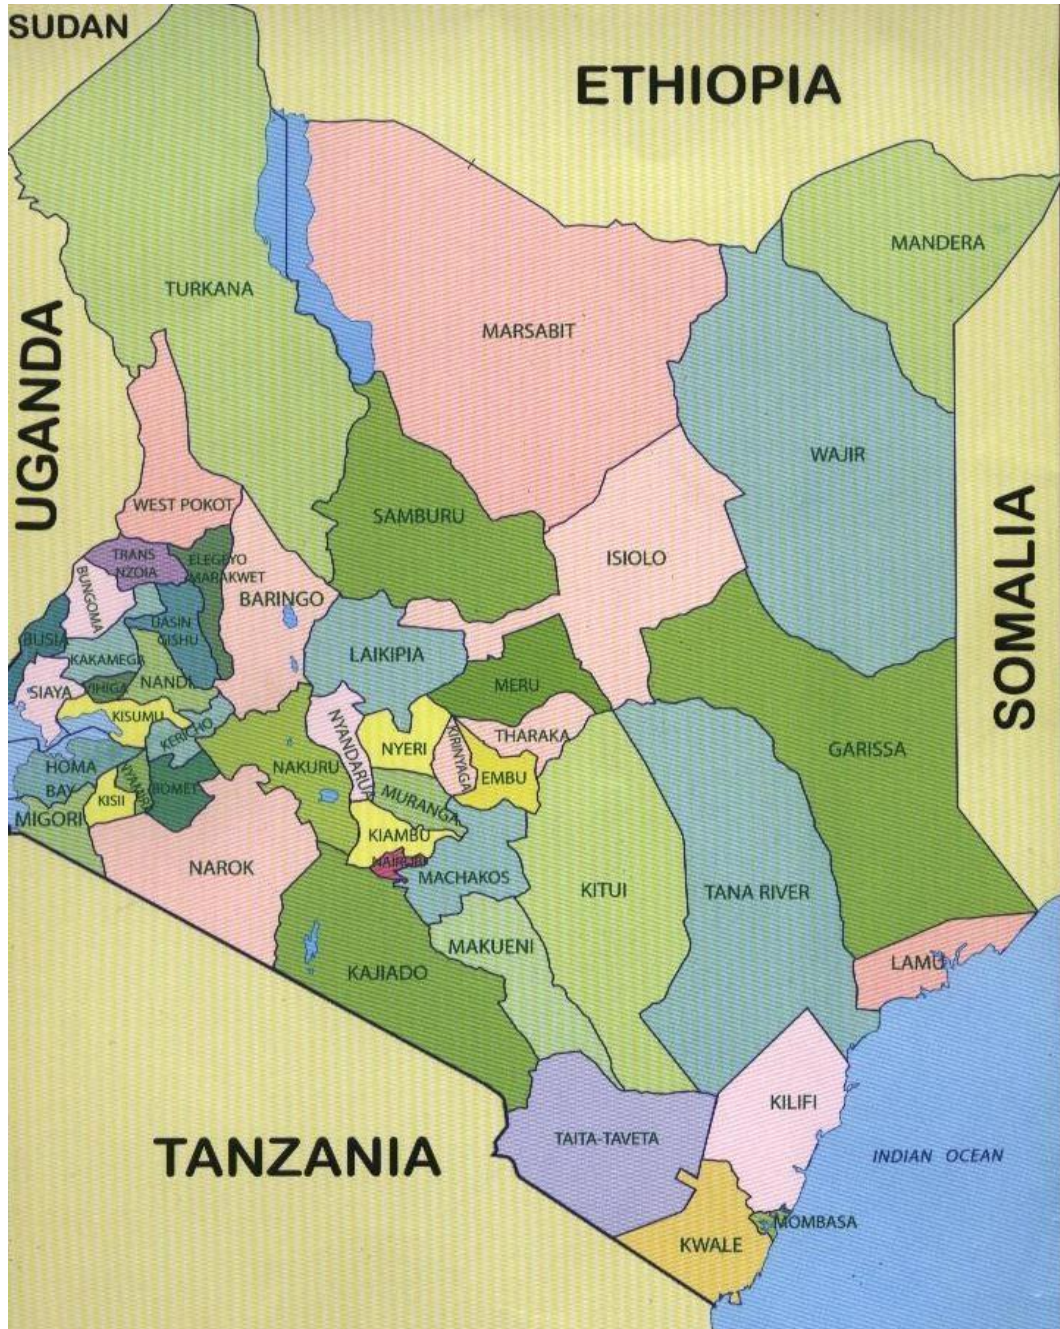 SUDAN
ETHIOPIA
MANDERA
TURKANA
MARSABIT
UGANDA
WAJIR
WEST POKOT
SAMBURU
SOMALIA
TRANS
NZOIA
ELEGEYO
MARAKWET
ISIOLO
BUNGOMA
BARINGO
UASIN
GISHU
BUSIA
KAKAMEGA
LAIKIPIA
SIAYA
VIHIGA
NANDI
MERU
KISUMU
KERICHO
NYANDARUA
NYERI
KIRINYAGA
THARAKA
GARISSA
HOMA
BAY
NYAMIRA
BOMET
NAKURU
EMBU
KISII
MURANGA
MIGORI
KIAMBU
NAIROBI
NAROK
MACHAKOS
KITUI
TANA RIVER
MAKUENI
LAMU
KAJIADO
KILIFI
TANZANIA
TAITA-TAVETA
INDIAN OCEAN
MOMBASA
KWALE